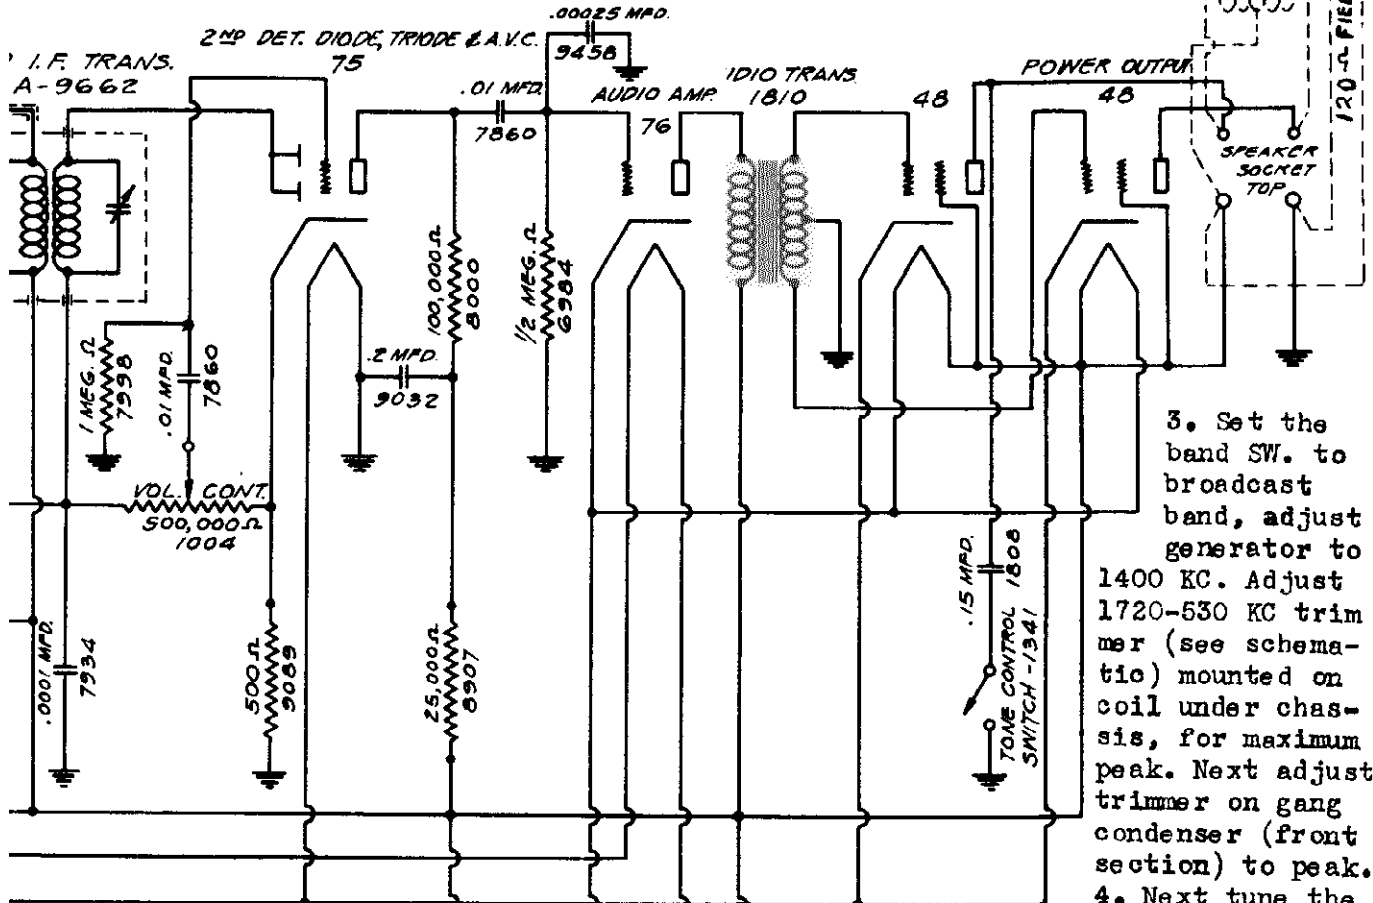 .00025 MFD.
9458
2ND DET. DIODE, TRIODE & A.V.C.
75
I.F. TRANS.
A-9662
.01 MFD.
7860
AUDIO AMP.
76
IDIO TRANS
1810
48
POWER OUTPUT
48
120 Ω FIEL
SPEAKER
SOCKET
TOP
100,000 Ω
8000
1/2 MEG. Ω
6984
.2 MFD.
9032
1 MEG. Ω
7998
.01 MFD.
7860
VOL. CONT.
500,000 Ω
1004
.0001 MFD.
7934
500 Ω
9089
25,000 Ω
8907
.15 MFD.
1808
TONE CONTROL
SWITCH-1341
3. Set the
band SW. to
broadcast
band, adjust
generator to
1400 KC. Adjust
1720-530 KC trim
mer (see schema-
tic) mounted on
coil under chas-
sis, for maximum
peak. Next adjust
trimmer on gang
condenser (front
section) to peak.
4. Next tune the